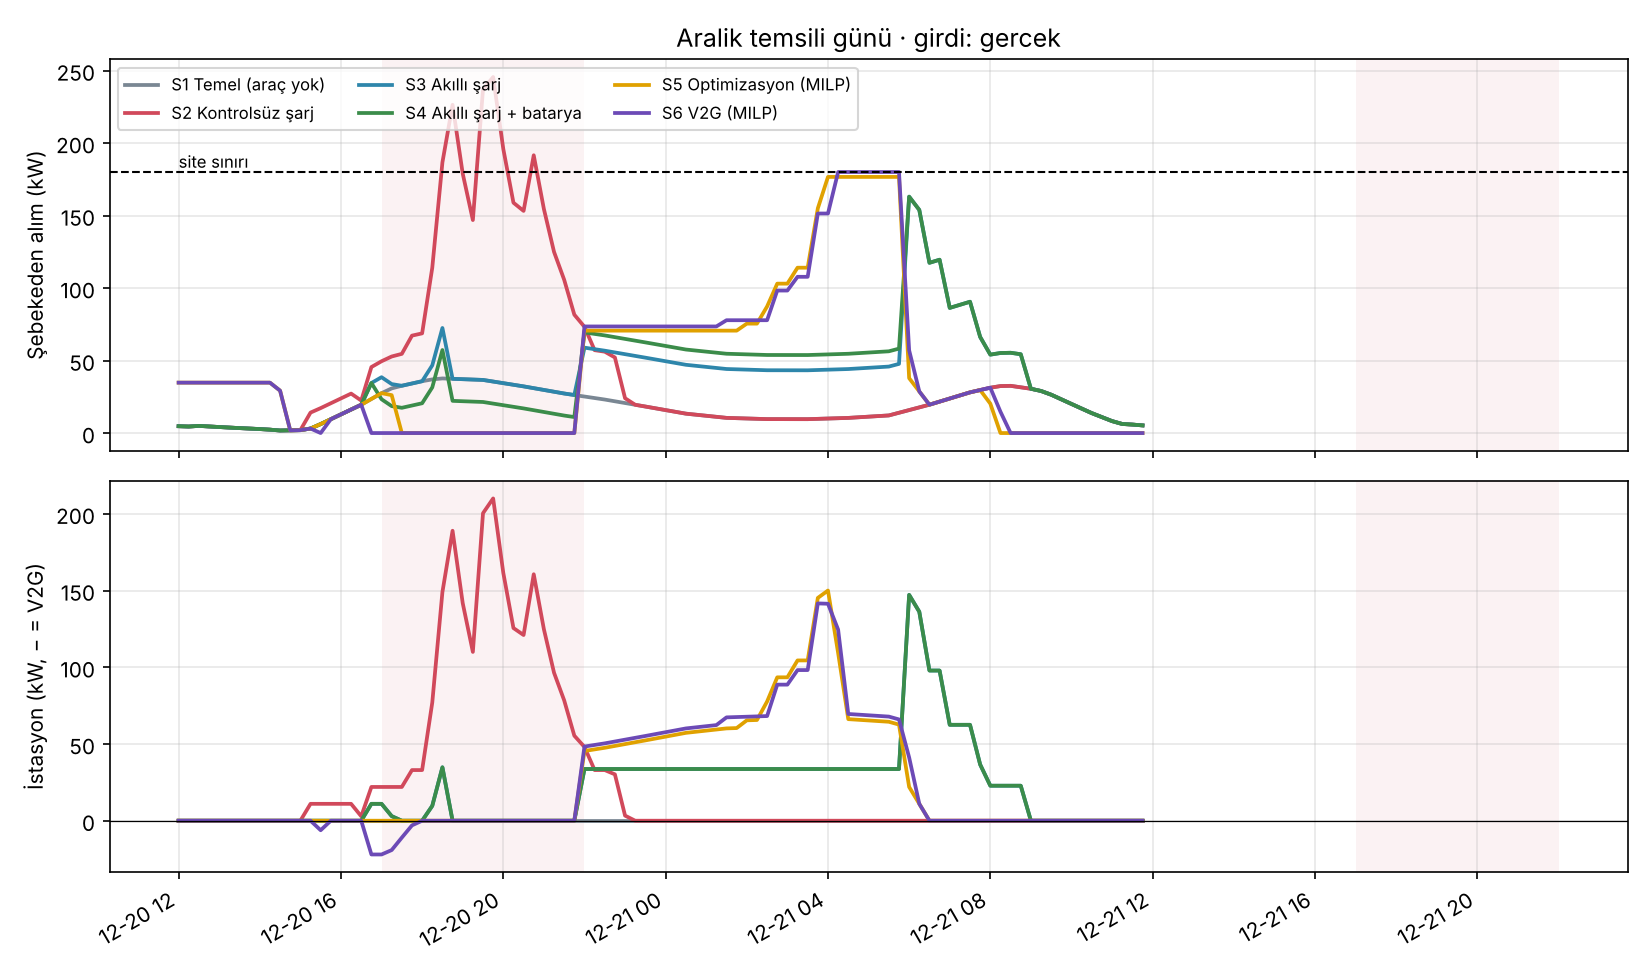 Aralik temsili günü · girdi: gercek
Şebekeden alım (kW)
250
200
150
100
50
0
S1 Temel (araç yok)
S2 Kontrolsüz şarj
S3 Akıllı şarj
S4 Akıllı şarj + batarya
S5 Optimizasyon (MILP)
S6 V2G (MILP)
site sınırı
İstasyon (kW, − = V2G)
200
150
100
50
0
12-20 12
12-20 16
12-20 20
12-21 00
12-21 04
12-21 08
12-21 12
12-21 16
12-21 20